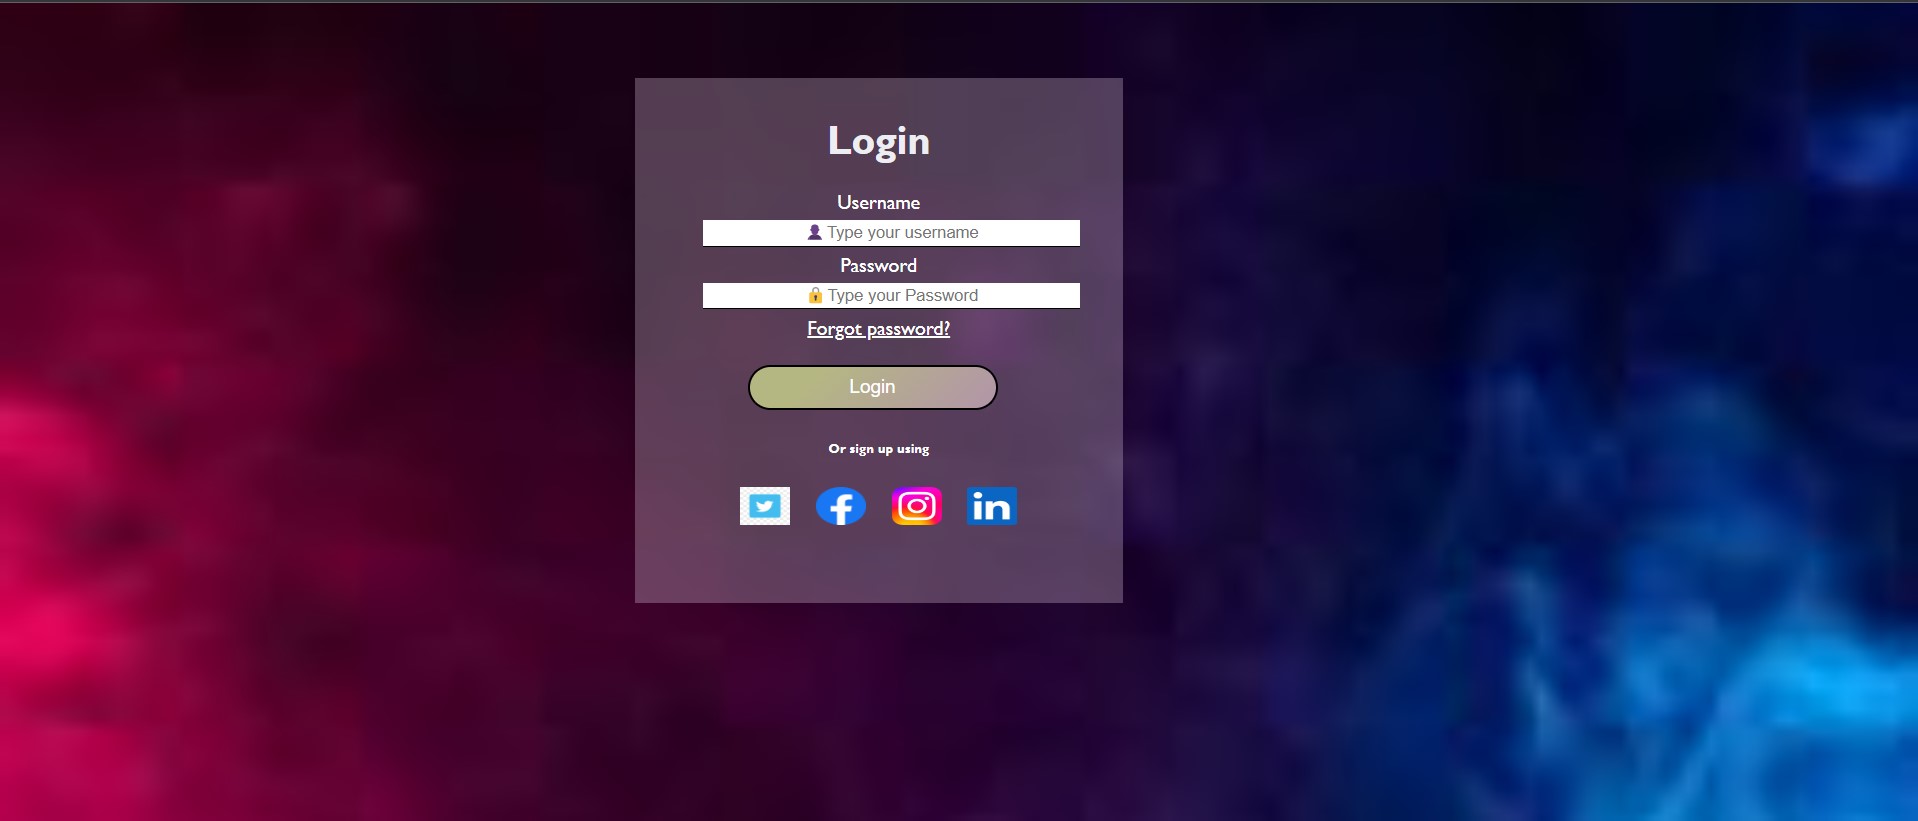 Login
Username
Type your username
Password
Type your Password
Forgot password?
Login
Or sign up using
f
in